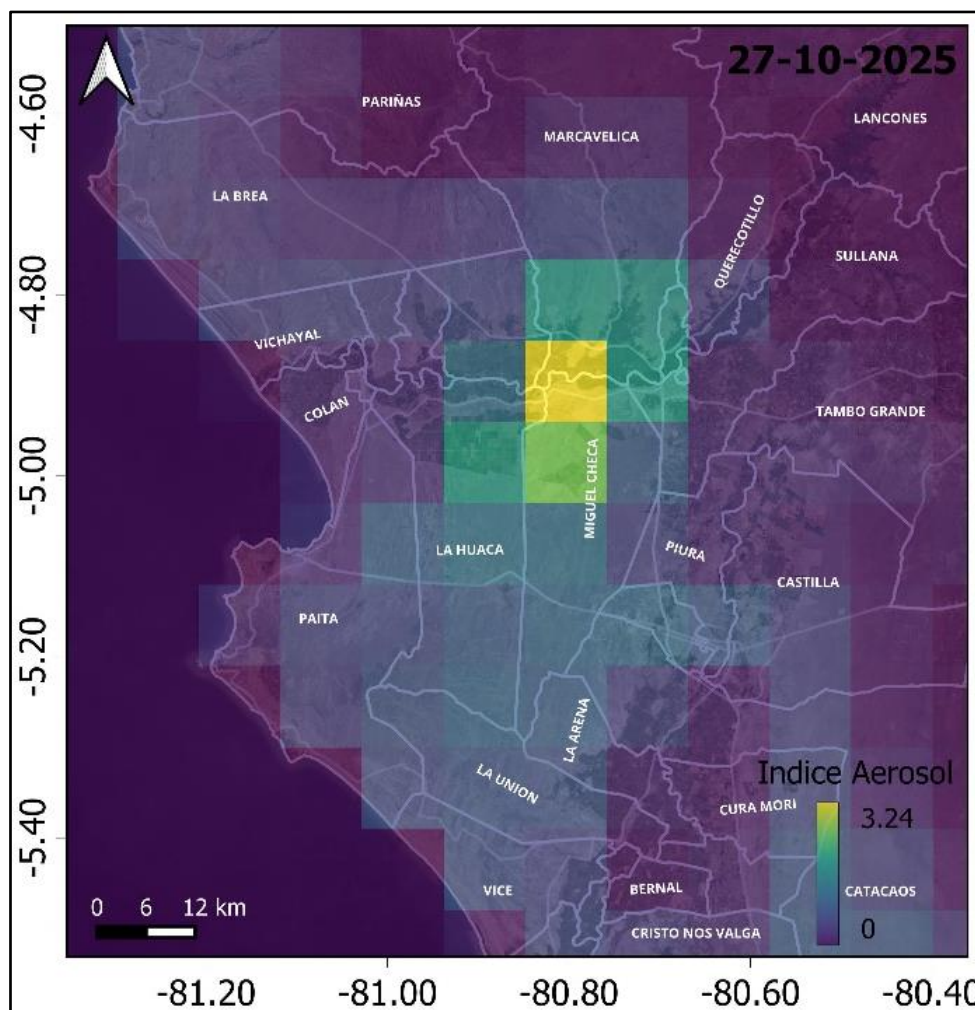 27-10-2025
PARIÑAS
LANCONES
MARCAVELICA
LA BREA
QUERECOTILLO
SULLANA
VICHAYAL
COLAN
TAMBO GRANDE
MIGUEL CHECA
LA HUACA
PIURA
CASTILLA
PAITA
LA ARENA
LA UNION
Indice Aerosol
3.24
0
CURA MORI
VICE
BERNAL
CATACAOS
CRISTO NOS VALGA
0 6 12 km
-4.60
-4.80
-5.00
-5.20
-5.40
-81.20 -81.00 -80.80 -80.60 -80.40